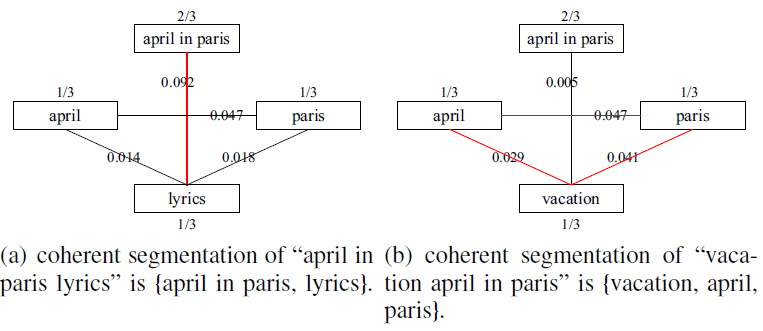 2/3
april in paris
0.092
1/3
april
0.047
1/3
paris
0.014
0.018
lyrics
1/3
(a) coherent segmentation of “april in
paris lyrics” is {april in paris, lyrics}.
2/3
april in paris
0.005
1/3
april
0.047
1/3
paris
0.029
0.041
vacation
1/3
(b) coherent segmentation of “vaca-
tion april in paris” is {vacation, april,
paris}.